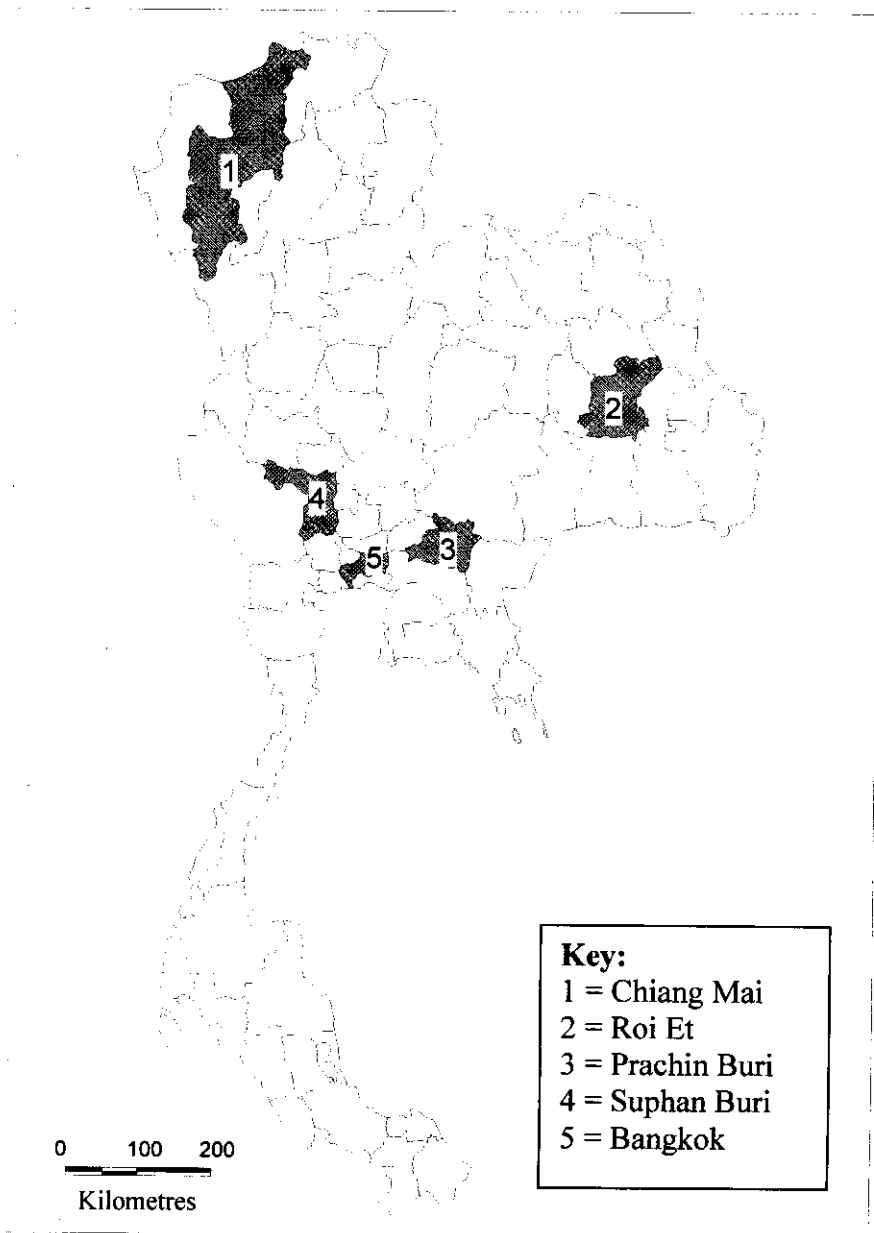 1
2
4
5
3
Key:
1 = Chiang Mai
2 = Roi Et
3 = Prachin Buri
4 = Suphan Buri
5 = Bangkok
0 100 200
Kilometres